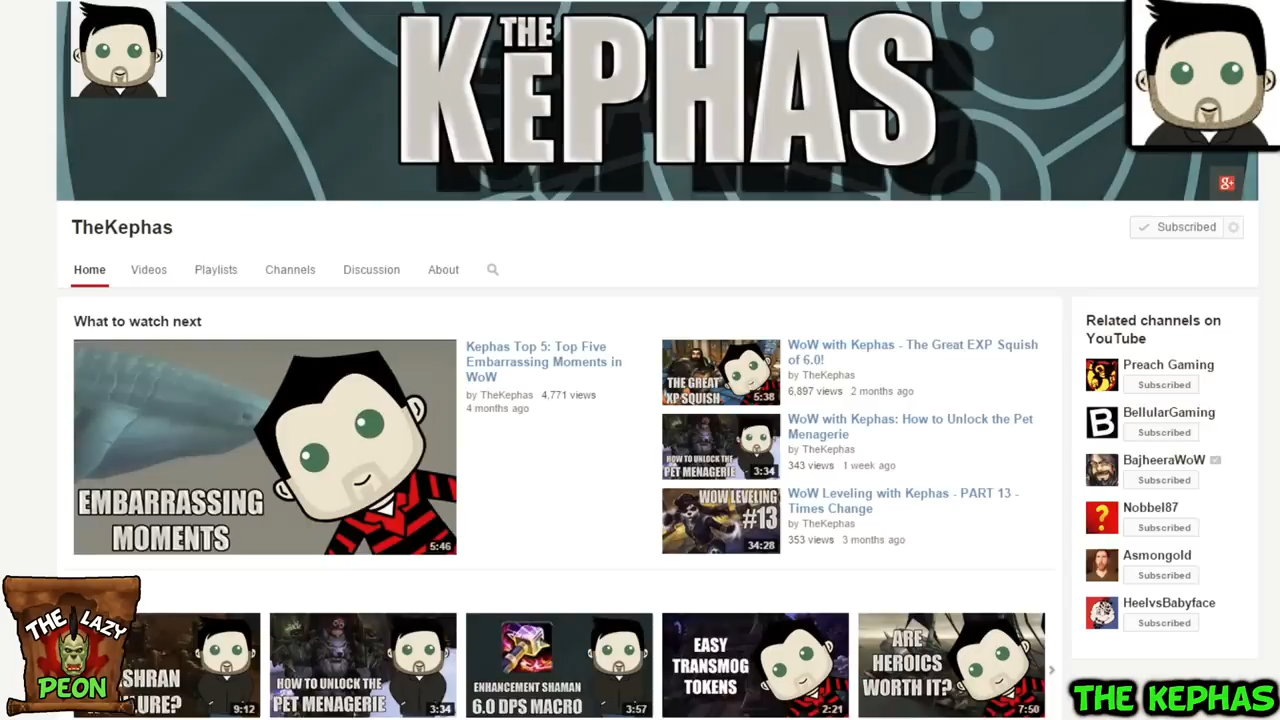 THE
KEPHAS
g+
TheKephas
Subscribed
Home Videos Playlists Channels Discussion About
What to watch next
EMBARRASSING
MOMENTS
5:46
Kephas Top 5: Top Five
Embarrassing Moments in
WoW
by TheKephas 4,771 views
4 months ago
THE GREAT
XP SQUISH
5:38
WoW with Kephas - The Great EXP Squish
of 6.0!
by TheKephas
6,897 views 2 months ago
HOW TO UNLOCK THE
PET MENAGERIE
3:34
WoW with Kephas: How to Unlock the Pet
Menagerie
by TheKephas
343 views 1 week ago
WOW LEVELING
#13
34:28
WoW Leveling with Kephas - PART 13 -
Times Change
by TheKephas
353 views 3 months ago
Related channels on
YouTube
Preach Gaming
Subscribed
B
BellularGaming
Subscribed
BajheeraWoW
Subscribed
?
Nobbel87
Subscribed
Asmongold
Subscribed
HeelvsBabyface
Subscribed
THE LAZY
PEON
SHRAN
URE?
9:12
HOW TO UNLOCK THE
PET MENAGERIE
3:34
ENHANCEMENT SHAMAN
6.0 DPS MACRO
3:57
EASY
TRANSMOG
TOKENS
2:21
ARE
HEROICS
WORTH IT?
7:50
THE KEPHAS